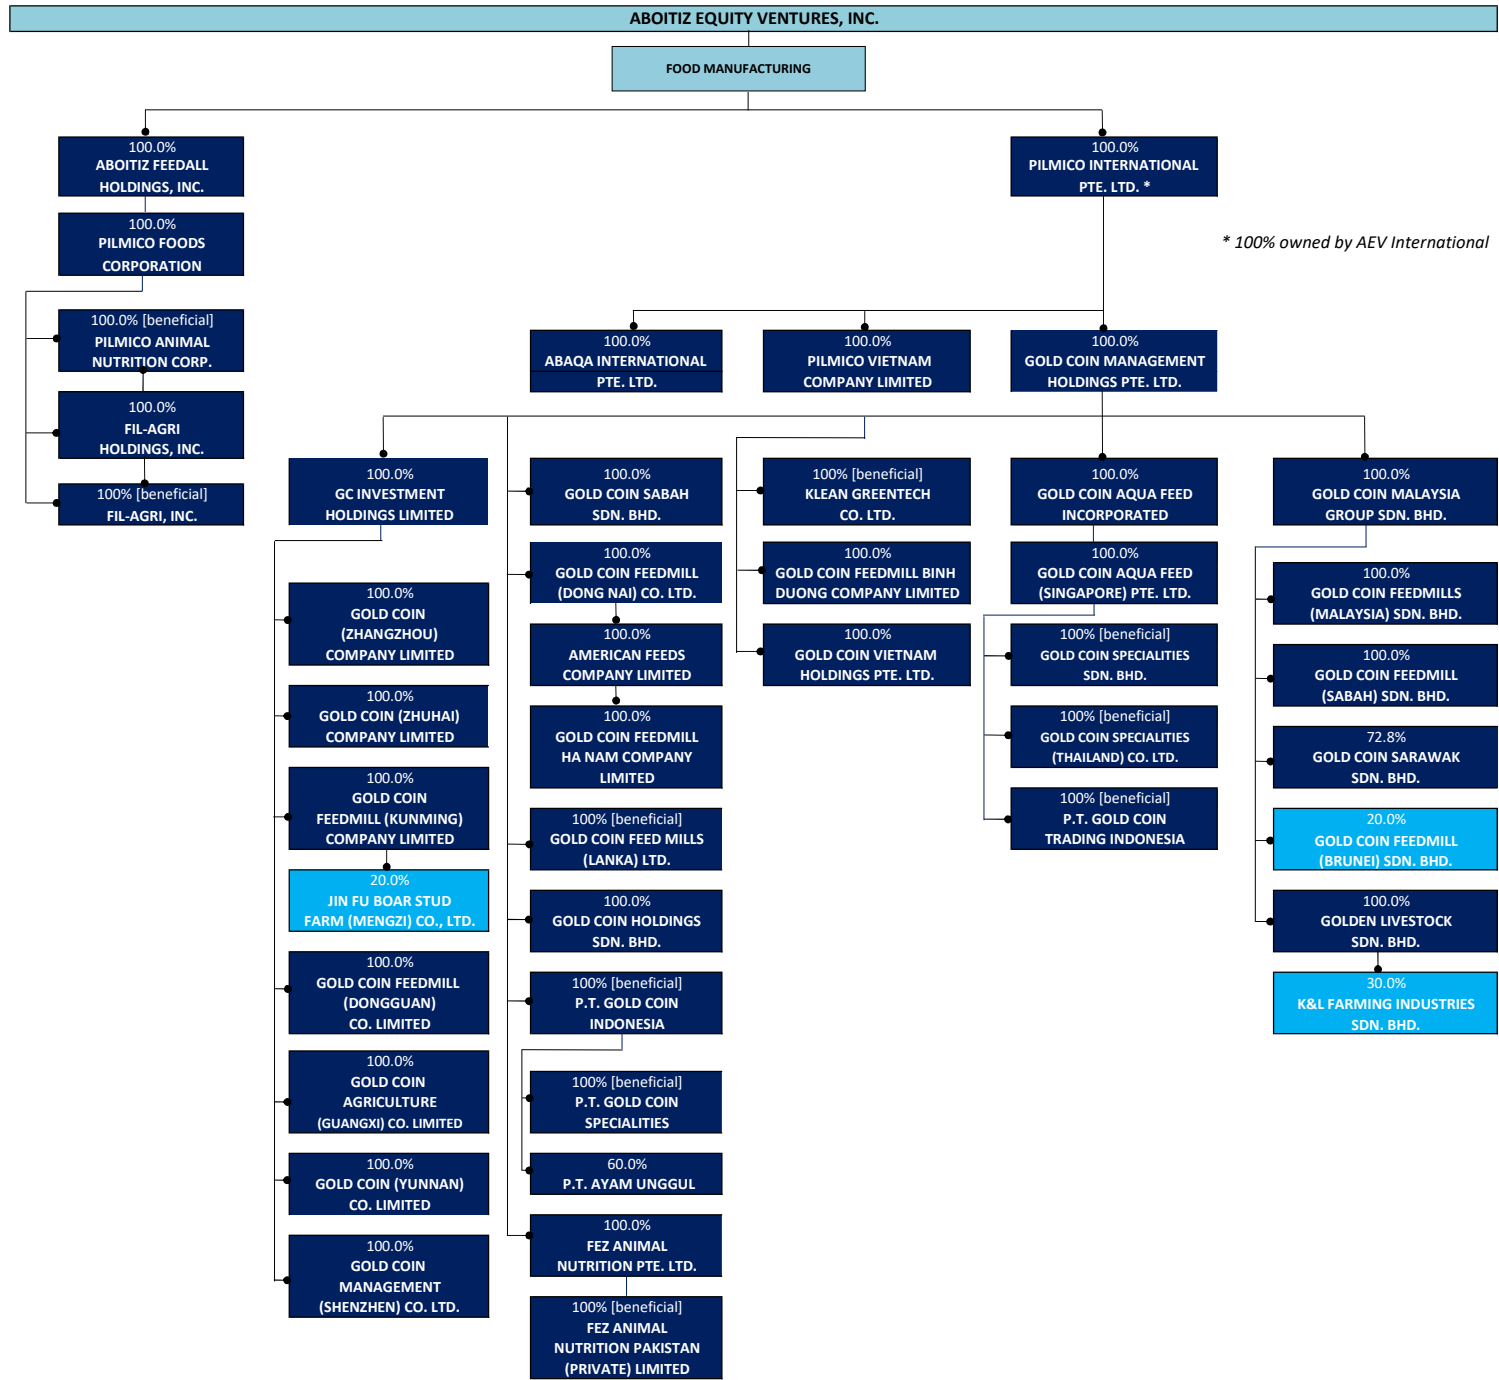 ABOITIZ EQUITY VENTURES, INC.
FOOD MANUFACTURING
100.0%
ABOITIZ FEEDALL
HOLDINGS, INC.
100.0%
PILMICO FOODS
CORPORATION
100.0% [beneficial]
PILMICO ANIMAL
NUTRITION CORP.
100.0%
FIL-AGRI
HOLDINGS, INC.
100% [beneficial]
FIL-AGRI, INC.
100.0%
PILMICO INTERNATIONAL
PTE. LTD. *
* 100% owned by AEV International
100.0%
ABAQA INTERNATIONAL
PTE. LTD.
100.0%
PILMICO VIETNAM
COMPANY LIMITED
100.0%
GOLD COIN MANAGEMENT
HOLDINGS PTE. LTD.
100.0%
GC INVESTMENT
HOLDINGS LIMITED
100.0%
GOLD COIN
(ZHANGZHOU)
COMPANY LIMITED
100.0%
GOLD COIN (ZHUHAI)
COMPANY LIMITED
100.0%
GOLD COIN
FEEDMILL (KUNMING)
COMPANY LIMITED
20.0%
JIN FU BOAR STUD
FARM (MENGZI) CO., LTD.
100.0%
GOLD COIN FEEDMILL
(DONGGUAN)
CO. LIMITED
100.0%
GOLD COIN
AGRICULTURE
(GUANGXI) CO. LIMITED
100.0%
GOLD COIN (YUNNAN)
CO. LIMITED
100.0%
GOLD COIN
MANAGEMENT
(SHENZHEN) CO. LTD.
100.0%
GOLD COIN SABAH
SDN. BHD.
100.0%
GOLD COIN FEEDMILL
(DONG NAI) CO. LTD.
100.0%
AMERICAN FEEDS
COMPANY LIMITED
100.0%
GOLD COIN FEEDMILL
HA NAM COMPANY
LIMITED
100% [beneficial]
GOLD COIN FEED MILLS
(LANKA) LTD.
100.0%
GOLD COIN HOLDINGS
SDN. BHD.
100% [beneficial]
P.T. GOLD COIN
INDONESIA
100% [beneficial]
P.T. GOLD COIN
SPECIALITIES
60.0%
P.T. AYAM UNGGUL
100.0%
FEZ ANIMAL
NUTRITION PTE. LTD.
100% [beneficial]
FEZ ANIMAL
NUTRITION PAKISTAN
(PRIVATE) LIMITED
100% [beneficial]
KLEAN GREENTECH
CO. LTD.
100.0%
GOLD COIN FEEDMILL BINH
DUONG COMPANY LIMITED
100.0%
GOLD COIN VIETNAM
HOLDINGS PTE. LTD.
100.0%
GOLD COIN AQUA FEED
INCORPORATED
100.0%
GOLD COIN AQUA FEED
(SINGAPORE) PTE. LTD.
100% [beneficial]
GOLD COIN SPECIALITIES
SDN. BHD.
100% [beneficial]
GOLD COIN SPECIALITIES
(THAILAND) CO. LTD.
100% [beneficial]
P.T. GOLD COIN
TRADING INDONESIA
100.0%
GOLD COIN MALAYSIA
GROUP SDN. BHD.
100.0%
GOLD COIN FEEDMILLS
(MALAYSIA) SDN. BHD.
100.0%
GOLD COIN FEEDMILL
(SABAH) SDN. BHD.
72.8%
GOLD COIN SARAWAK
SDN. BHD.
20.0%
GOLD COIN FEEDMILL
(BRUNEI) SDN. BHD.
100.0%
GOLDEN LIVESTOCK
SDN. BHD.
30.0%
K&L FARMING INDUSTRIES
SDN. BHD.